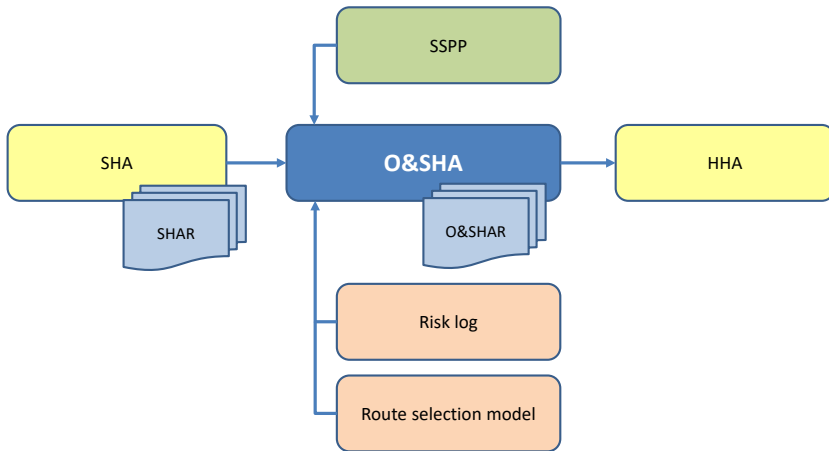 SSPP
SHA
O&SHA
HHA
SHAR
O&SHAR
Risk log
Route selection model